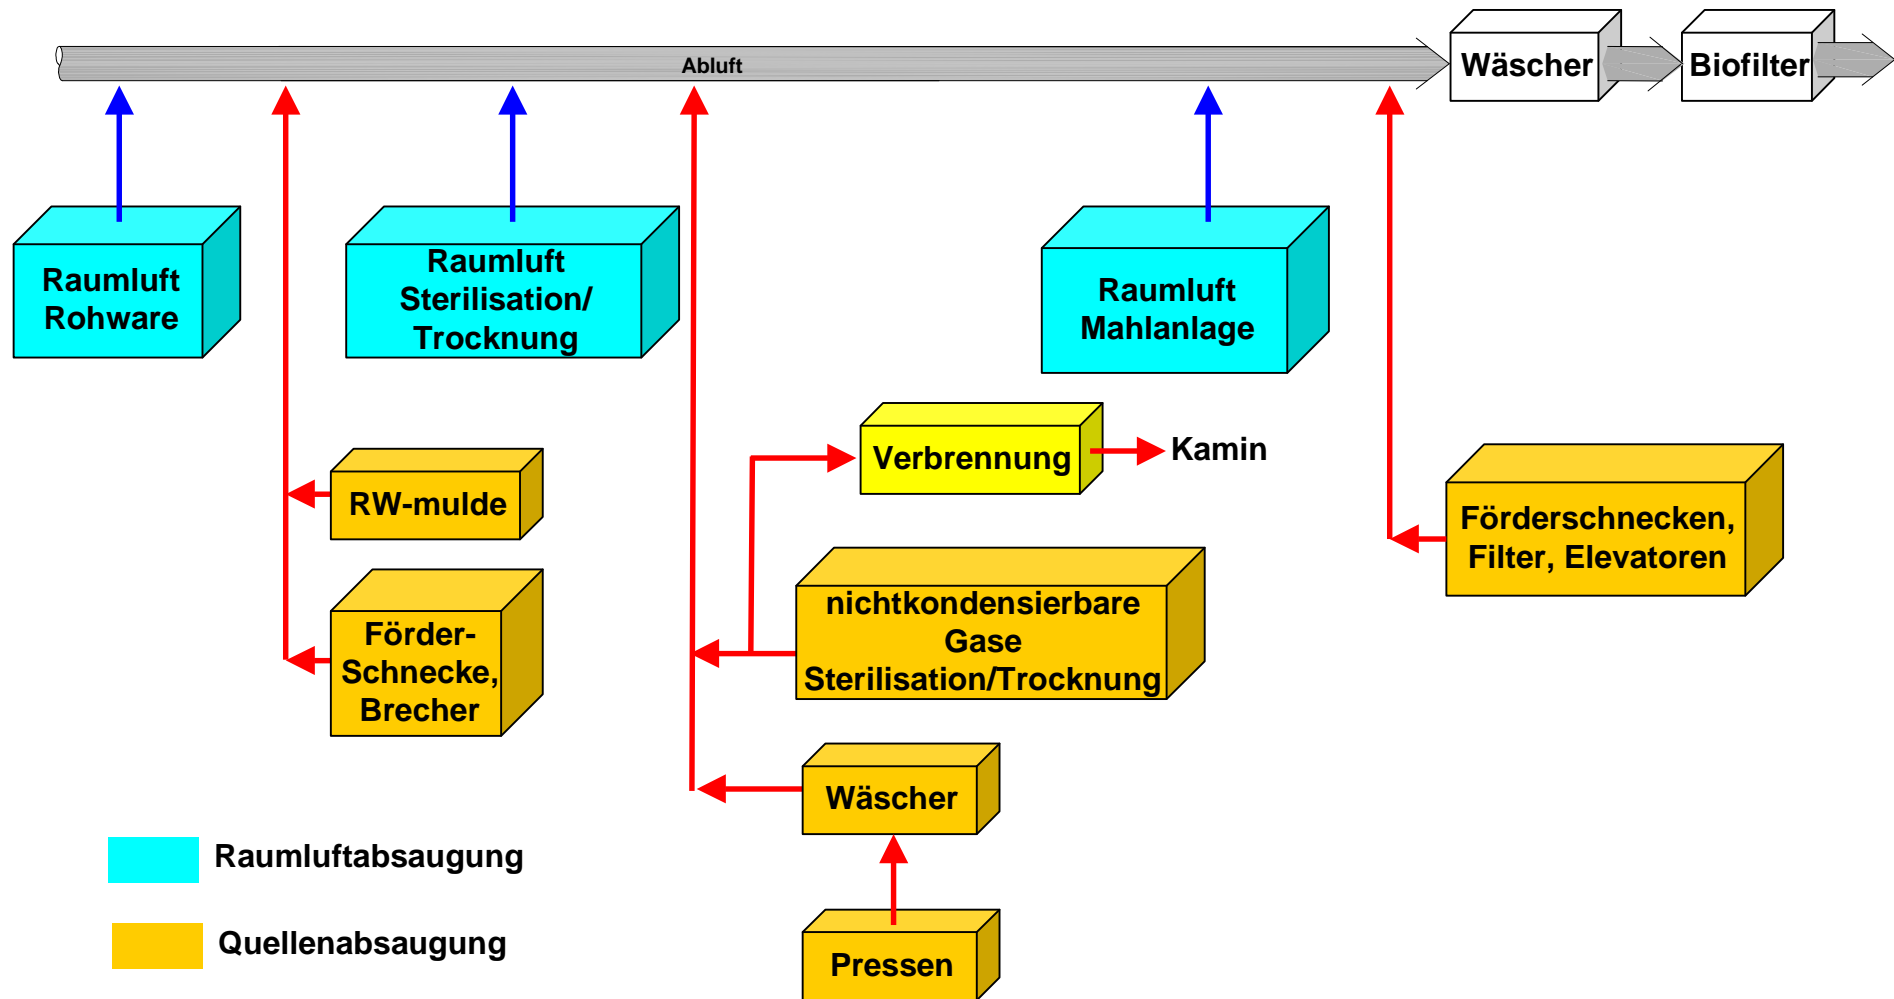 Abluft
Wäscher
Biofilter
Raumluft
Rohware
Raumluft
Sterilisation/
Trocknung
Raumluft
Mahlanlage
Verbrennung
Kamin
RW-mulde
Förder-
Schnecke,
Brecher
nichtkondensierbare
Gase
Sterilisation/Trocknung
Förderschnecken,
Filter, Elevatoren
Wäscher
Pressen
Raumluftabsaugung
Quellenabsaugung